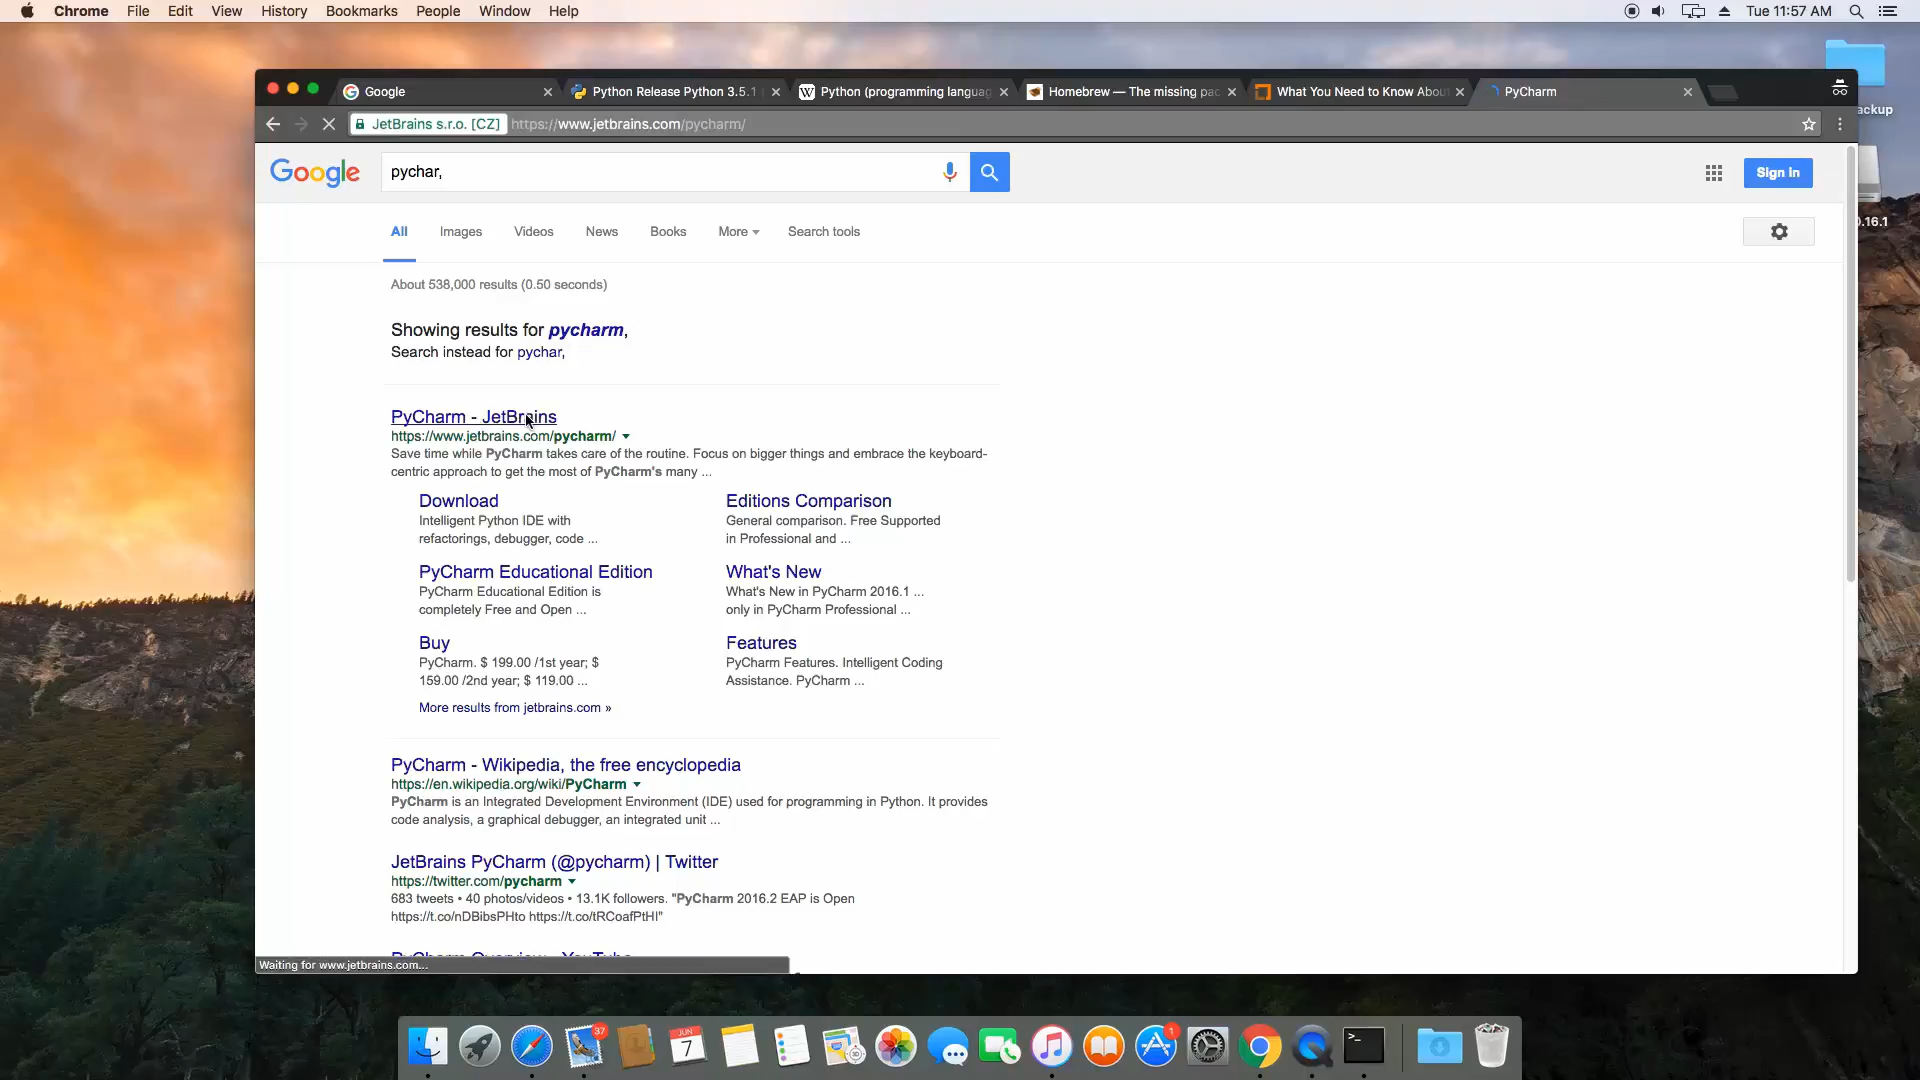 Chrome File Edit View History Bookmarks People Window Help Tue 11:57 AM
Google Python Release Python 3.5.1 Python (programming languag Homebrew — The missing pac What You Need to Know Abou PyCharm
ackup
JetBrains s.r.o. [CZ] https://www.jetbrains.com/pycharm/
Google pychar, Sign in
.16.1
All Images Videos News Books More Search tools
About 538,000 results (0.50 seconds)
Showing results for pycharm,
Search instead for pychar,
PyCharm - JetBrains
https://www.jetbrains.com/pycharm/
Save time while PyCharm takes care of the routine. Focus on bigger things and embrace the keyboard-
centric approach to get the most of PyCharm's many ...
Download
Intelligent Python IDE with
refactorings, debugger, code ...
Editions Comparison
General comparison. Free Supported
in Professional and ...
PyCharm Educational Edition
PyCharm Educational Edition is
completely Free and Open ...
What's New
What's New in PyCharm 2016.1 ...
only in PyCharm Professional ...
Buy
PyCharm. $ 199.00 /1st year; $
159.00 /2nd year; $ 119.00 ...
Features
PyCharm Features. Intelligent Coding
Assistance. PyCharm ...
More results from jetbrains.com »
PyCharm - Wikipedia, the free encyclopedia
https://en.wikipedia.org/wiki/PyCharm
PyCharm is an Integrated Development Environment (IDE) used for programming in Python. It provides
code analysis, a graphical debugger, an integrated unit ...
JetBrains PyCharm (@pycharm) | Twitter
https://twitter.com/pycharm
683 tweets • 40 photos/videos • 13.1K followers. "PyCharm 2016.2 EAP is Open
https://t.co/nDBibsPHto https://t.co/tRCoafPtHI"
PyCharm Overview - YouTube
Waiting for www.jetbrains.com...
37
JUN
7
1